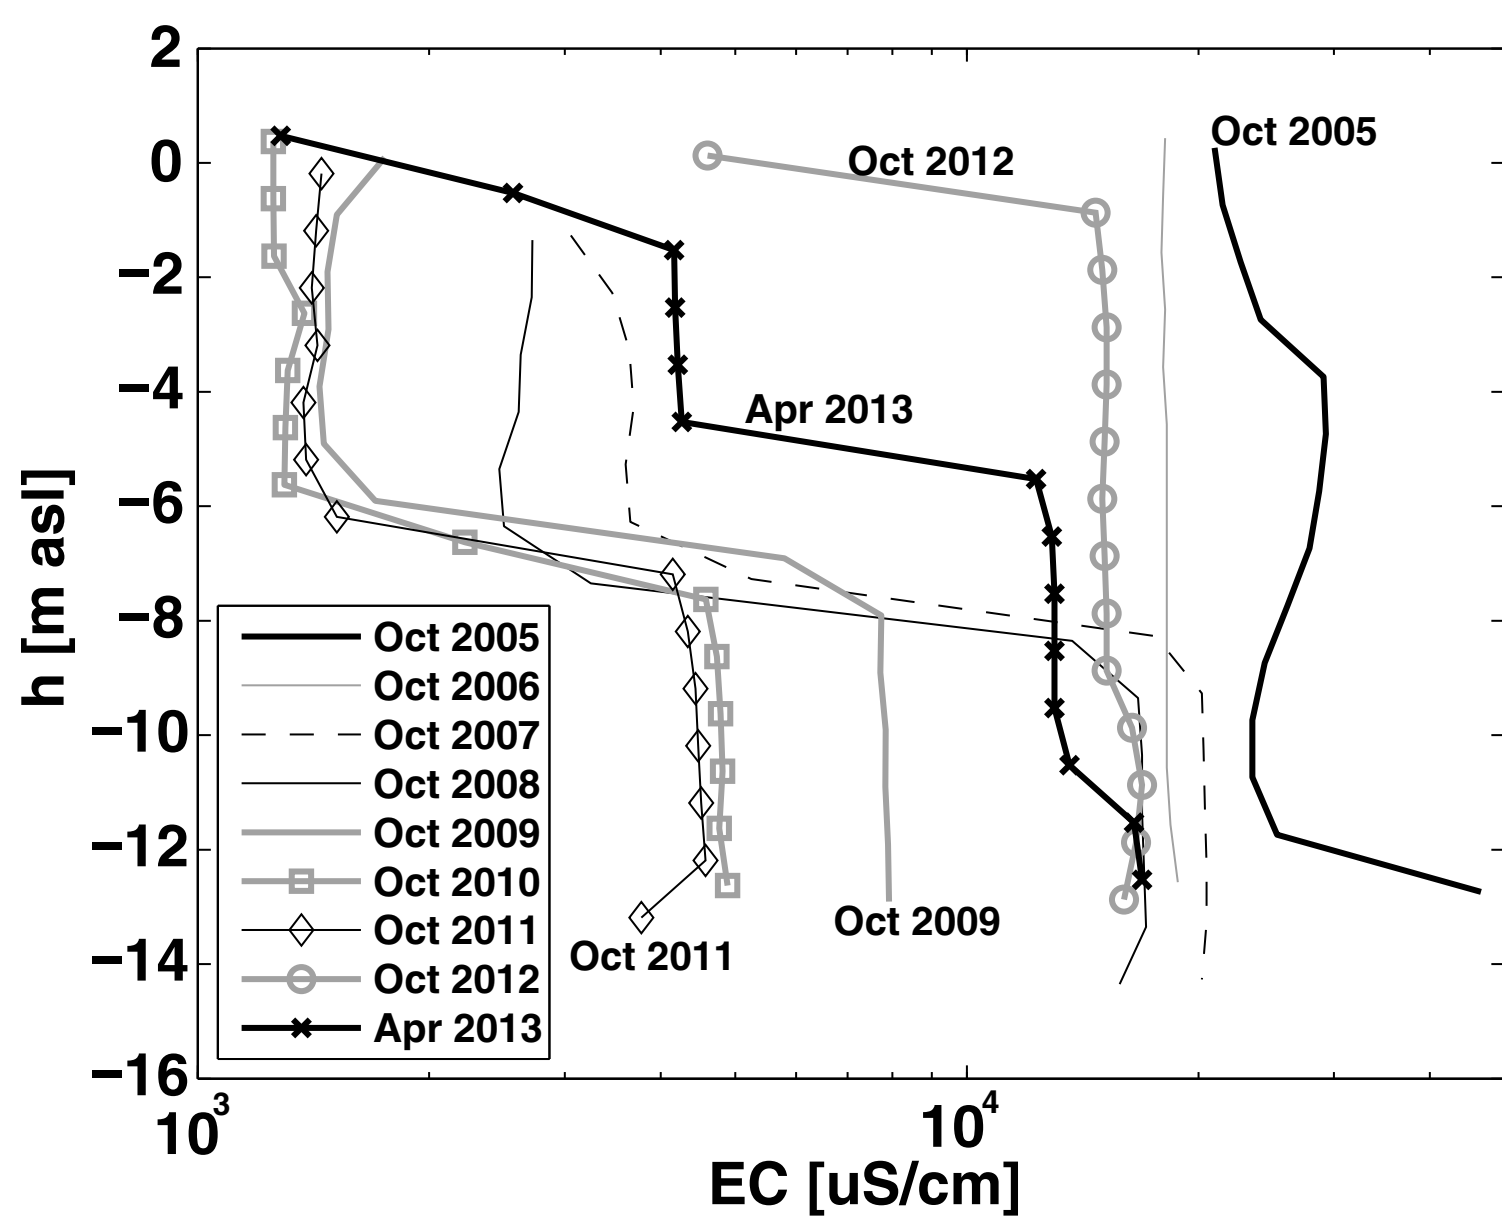 2
0
−2
−4
−6
−8
−10
−12
−14
−16
h [m asl]
Oct 2005
Oct 2012
Apr 2013
Oct 2009
Oct 2011
Oct 2005
Oct 2006
Oct 2007
Oct 2008
Oct 2009
Oct 2010
Oct 2011
Oct 2012
Apr 2013
10³
10⁴
EC [uS/cm]